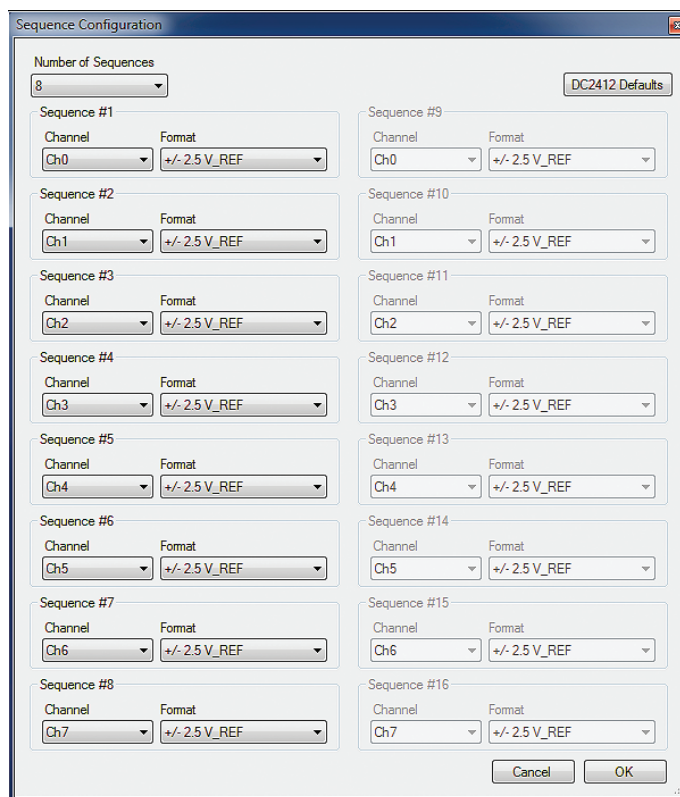 Sequence Configuration
Number of Sequences
8
DC2412 Defaults
Sequence #1
Channel Format
Ch0 +/- 2.5 V_REF
Sequence #2
Channel Format
Ch1 +/- 2.5 V_REF
Sequence #3
Channel Format
Ch2 +/- 2.5 V_REF
Sequence #4
Channel Format
Ch3 +/- 2.5 V_REF
Sequence #5
Channel Format
Ch4 +/- 2.5 V_REF
Sequence #6
Channel Format
Ch5 +/- 2.5 V_REF
Sequence #7
Channel Format
Ch6 +/- 2.5 V_REF
Sequence #8
Channel Format
Ch7 +/- 2.5 V_REF
Sequence #9
Channel Format
Ch0 +/- 2.5 V_REF
Sequence #10
Channel Format
Ch1 +/- 2.5 V_REF
Sequence #11
Channel Format
Ch2 +/- 2.5 V_REF
Sequence #12
Channel Format
Ch3 +/- 2.5 V_REF
Sequence #13
Channel Format
Ch4 +/- 2.5 V_REF
Sequence #14
Channel Format
Ch5 +/- 2.5 V_REF
Sequence #15
Channel Format
Ch6 +/- 2.5 V_REF
Sequence #16
Channel Format
Ch7 +/- 2.5 V_REF
Cancel OK